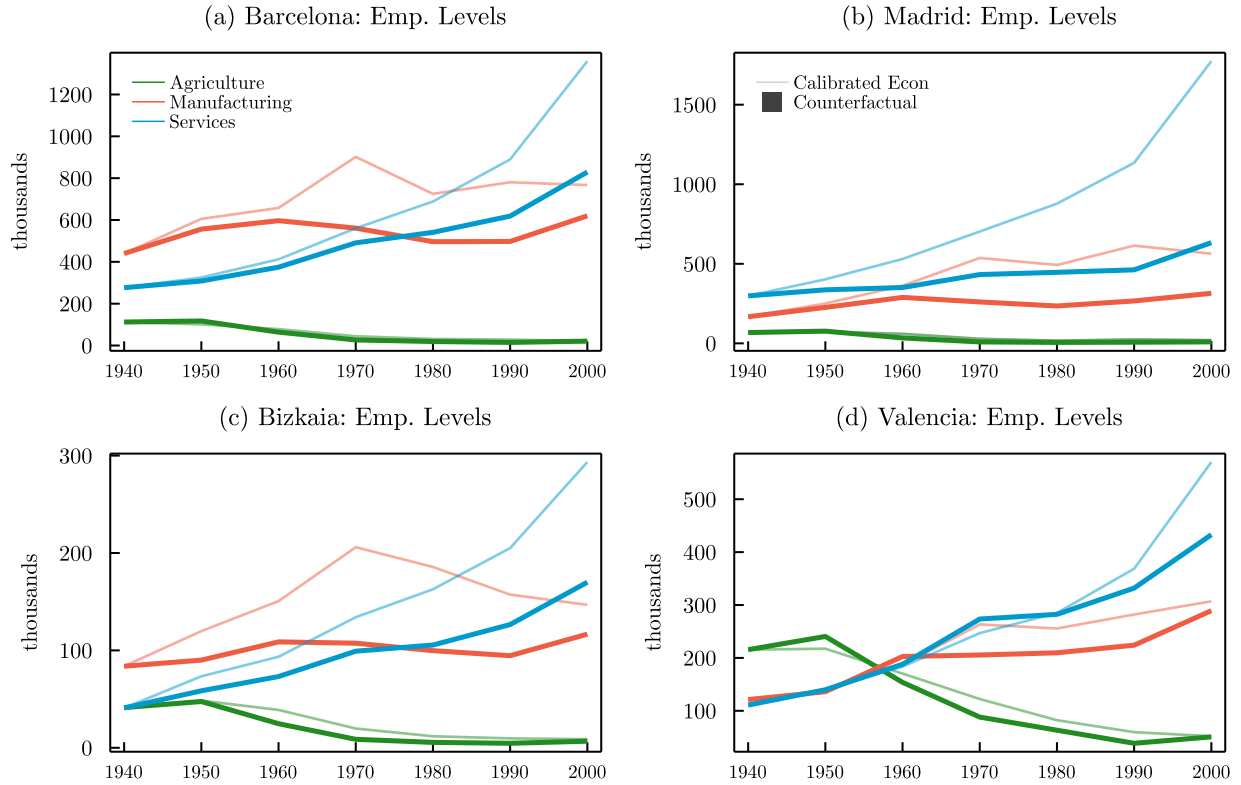 (a) Barcelona: Emp. Levels
thousands
1200
1000
800
600
400
200
0
Agriculture
Manufacturing
Services
1940 1950 1960 1970 1980 1990 2000
(b) Madrid: Emp. Levels
thousands
1500
1000
500
0
Calibrated Econ
Counterfactual
1940 1950 1960 1970 1980 1990 2000
(c) Bizkaia: Emp. Levels
thousands
300
200
100
0
1940 1950 1960 1970 1980 1990 2000
(d) Valencia: Emp. Levels
thousands
500
400
300
200
100
1940 1950 1960 1970 1980 1990 2000